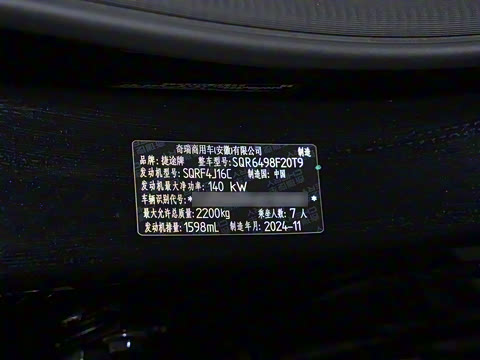 奇瑞商用车(安徽)有限公司 制造
品牌:捷途牌 整车型号:SQR6498F20T9
发动机型号:SQRF4J16C 制造国:中国
发动机最大净功率:140 kW
车辆识别代号:* *
最大允许总质量:2200kg 乘坐人数:7人
发动机排量:1598mL 制造年月:2024-11